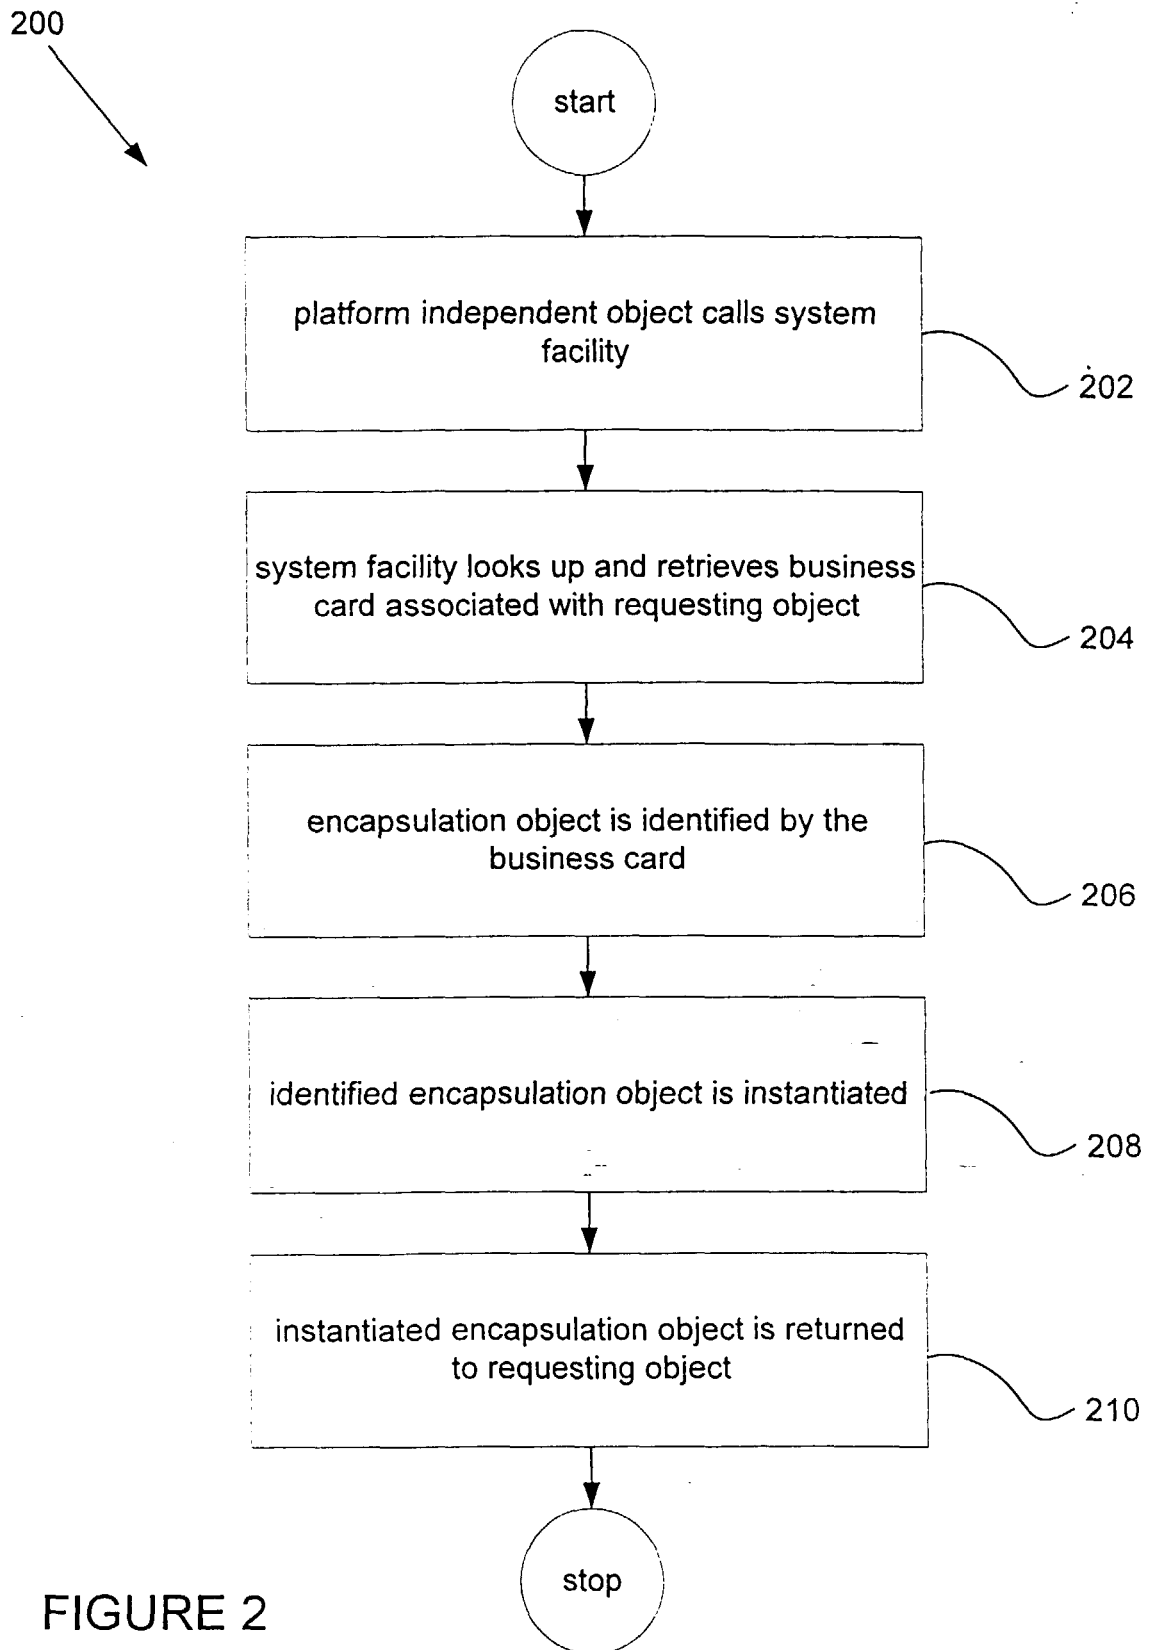 200
start
platform independent object calls system
facility
202
system facility looks up and retrieves business
card associated with requesting object
204
encapsulation object is identified by the
business card
206
identified encapsulation object is instantiated
208
instantiated encapsulation object is returned
to requesting object
210
stop
FIGURE 2